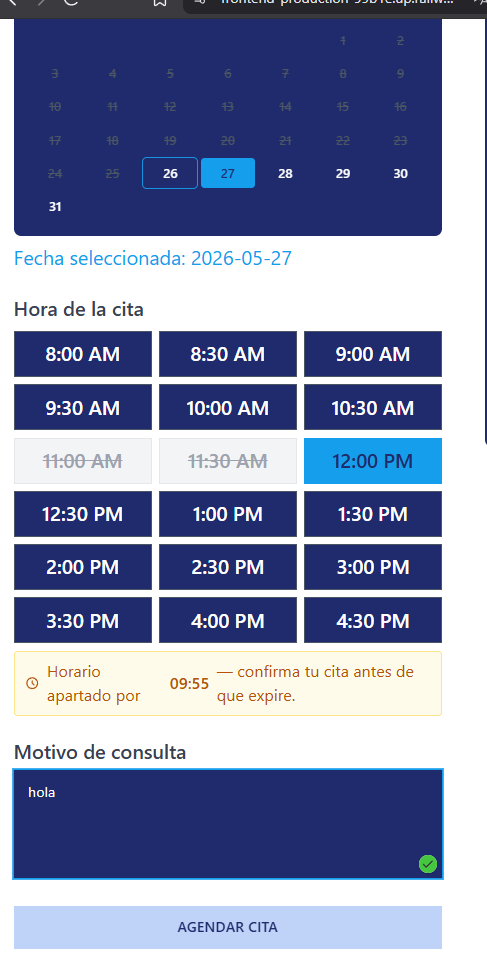 1 2
3 4 5 6 7 8 9
10 11 12 13 14 15 16
17 18 19 20 21 22 23
24 25 26 27 28 29 30
31
Fecha seleccionada: 2026-05-27
Hora de la cita
8:00 AM 8:30 AM 9:00 AM
9:30 AM 10:00 AM 10:30 AM
11:00 AM 11:30 AM 12:00 PM
12:30 PM 1:00 PM 1:30 PM
2:00 PM 2:30 PM 3:00 PM
3:30 PM 4:00 PM 4:30 PM
Horario apartado por 09:55 — confirma tu cita antes de que expire.
Motivo de consulta
hola
AGENDAR CITA